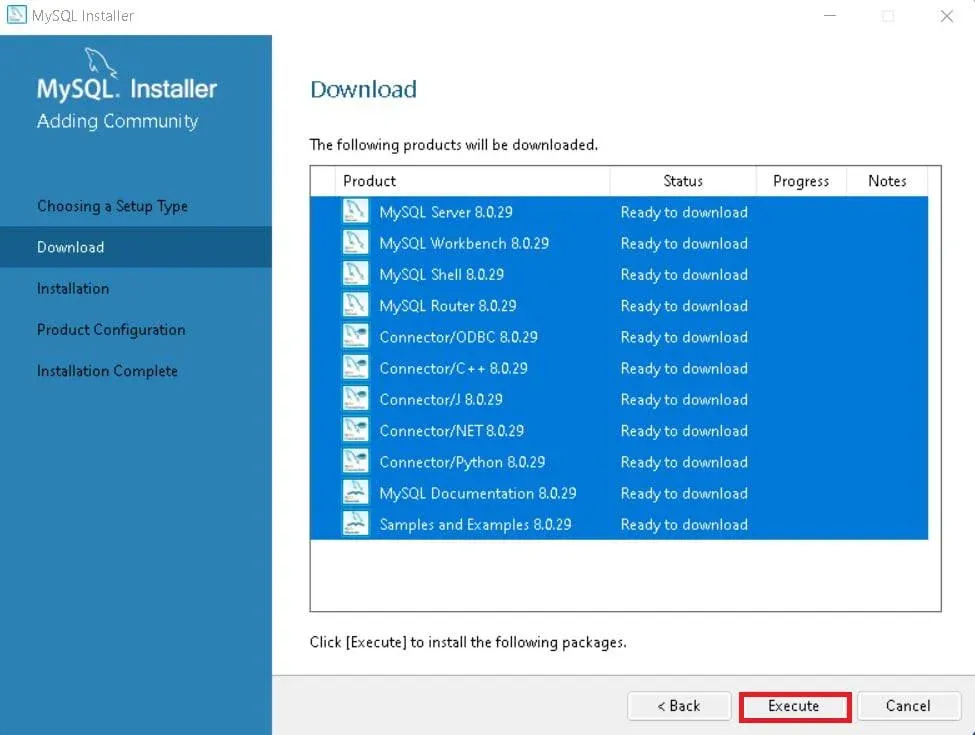 MySQL Installer
MySQL. Installer
Adding Community
Choosing a Setup Type
Download
Installation
Product Configuration
Installation Complete
Download
The following products will be downloaded.
Product Status Progress Notes
MySQL Server 8.0.29 Ready to download
MySQL Workbench 8.0.29 Ready to download
MySQL Shell 8.0.29 Ready to download
MySQL Router 8.0.29 Ready to download
Connector/ODBC 8.0.29 Ready to download
Connector/C++ 8.0.29 Ready to download
Connector/J 8.0.29 Ready to download
Connector/NET 8.0.29 Ready to download
Connector/Python 8.0.29 Ready to download
MySQL Documentation 8.0.29 Ready to download
Samples and Examples 8.0.29 Ready to download
Click [Execute] to install the following packages.
< Back Execute Cancel